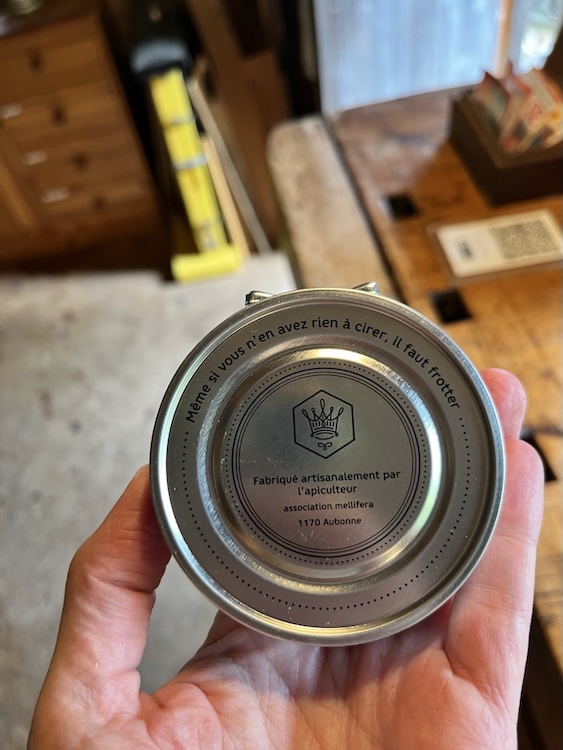 Même si vous n'en avez rien à cirer, il faut frotter
Fabriqué artisanalement par
l'apiculteur
association mellifera
1170 Aubonne